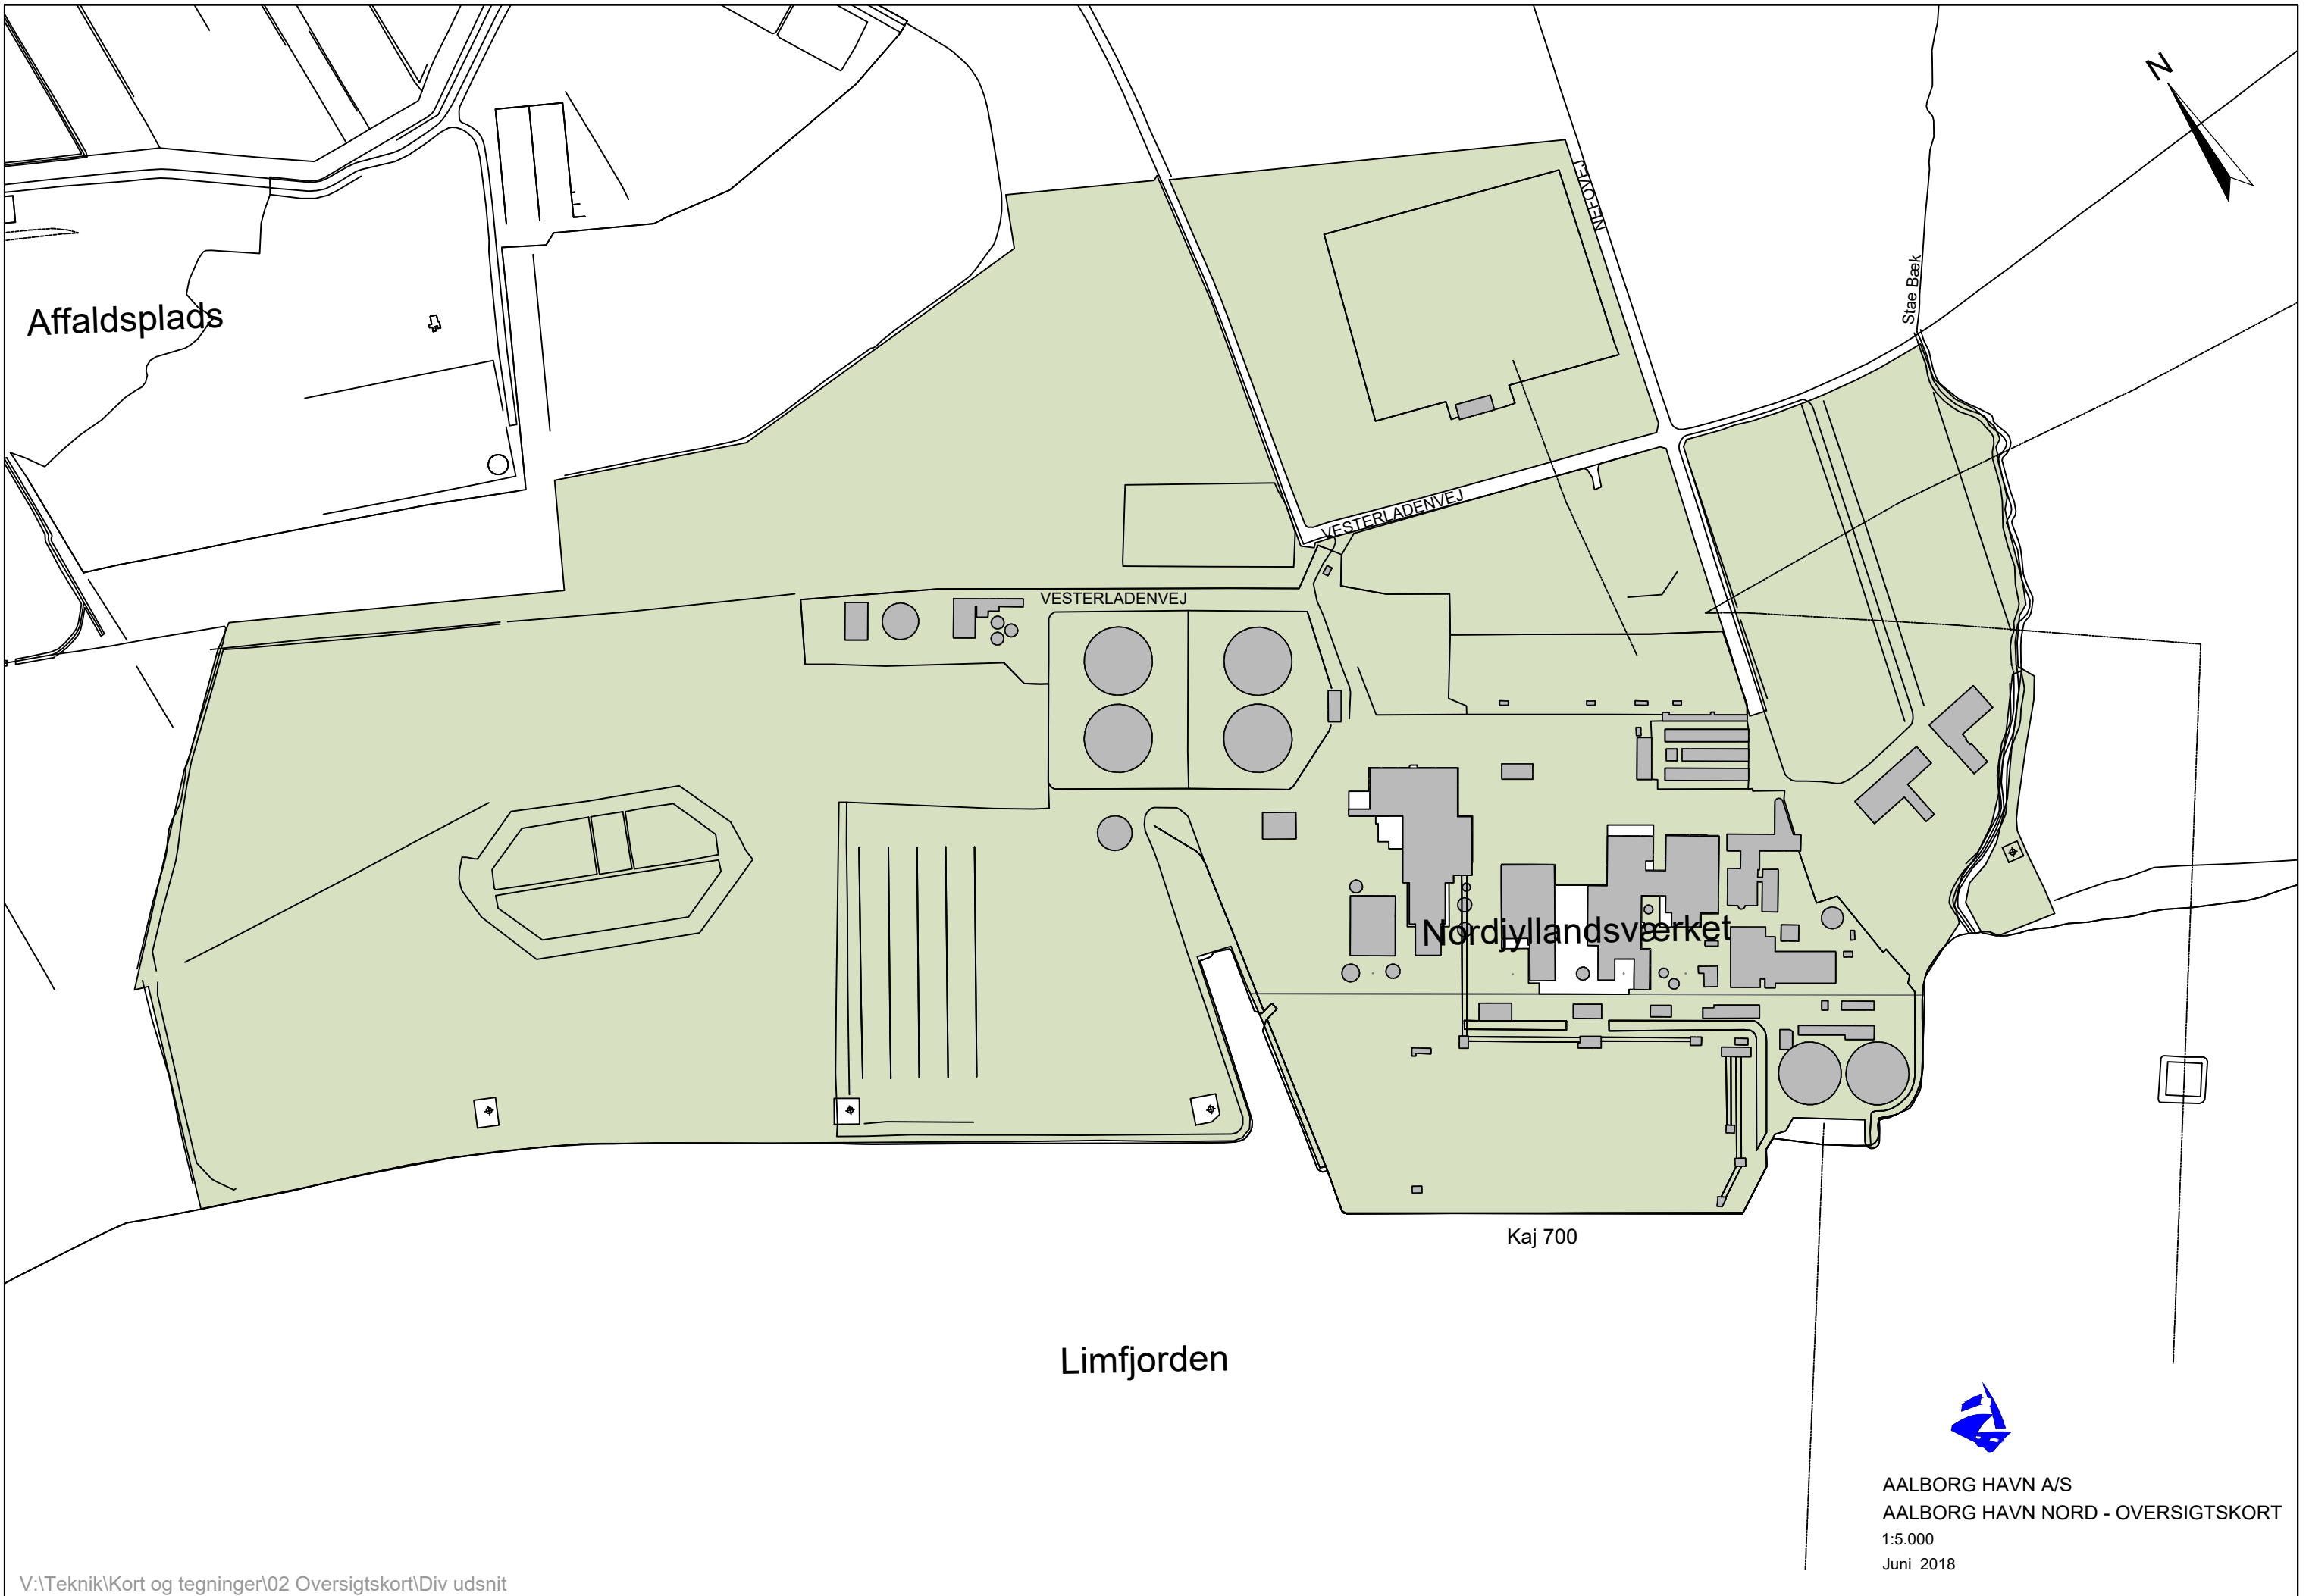 N
NEFOVEJ
Stae Bæk
Affaldsplads
VESTERLADENVEJ
VESTERLADENVEJ
Nordjyllandsværket
Kaj 700
Limfjorden
AALBORG HAVN A/S
AALBORG HAVN NORD - OVERSIGTSKORT
1:5.000
Juni 2018
V:\Teknik\Kort og tegninger\02 Oversigtskort\Div udsnit